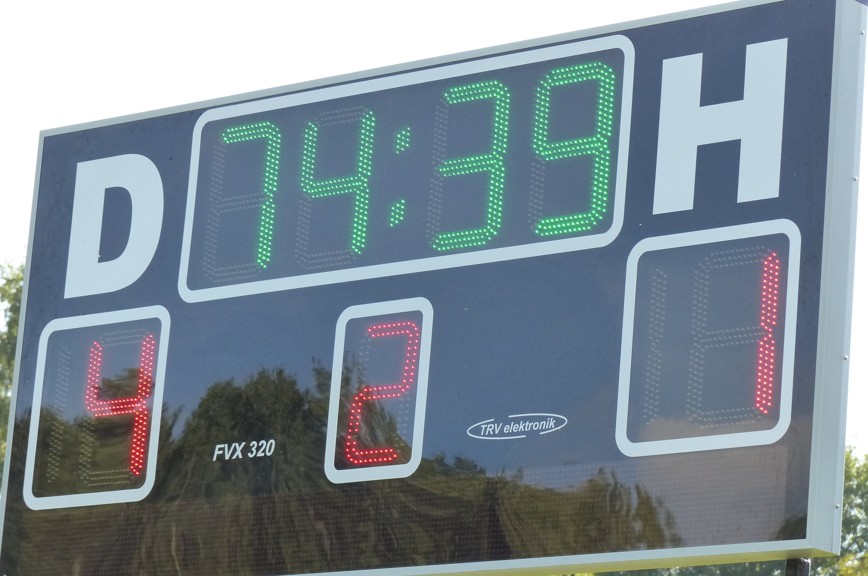 D 74:39 H
4 2 1
FVX 320 TRV elektronik